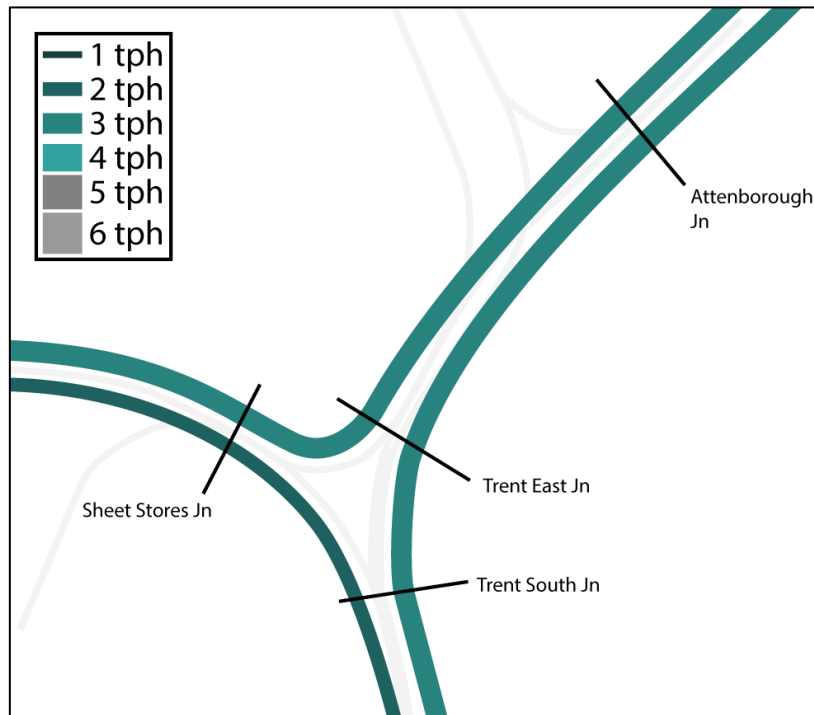 1 tph
2 tph
3 tph
4 tph
5 tph
6 tph
Attenborough
Jn
Trent East Jn
Sheet Stores Jn
Trent South Jn